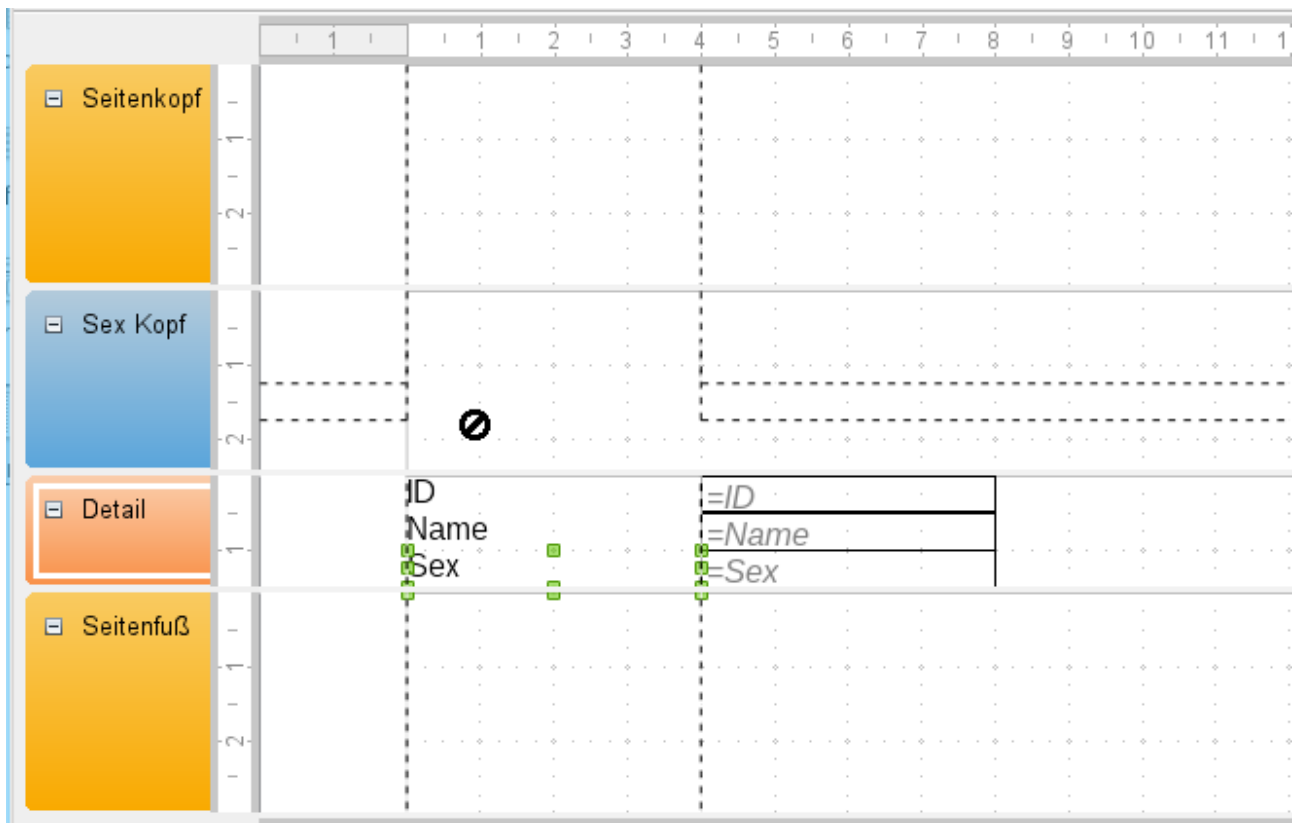 1 1 2 3 4 5 6 7 8 9 10 11 1
Seitenkopf
1
2
Sex Kopf
1
2
Detail
1
ID =ID
Name =Name
Sex =Sex
Seitenfuß
1
2